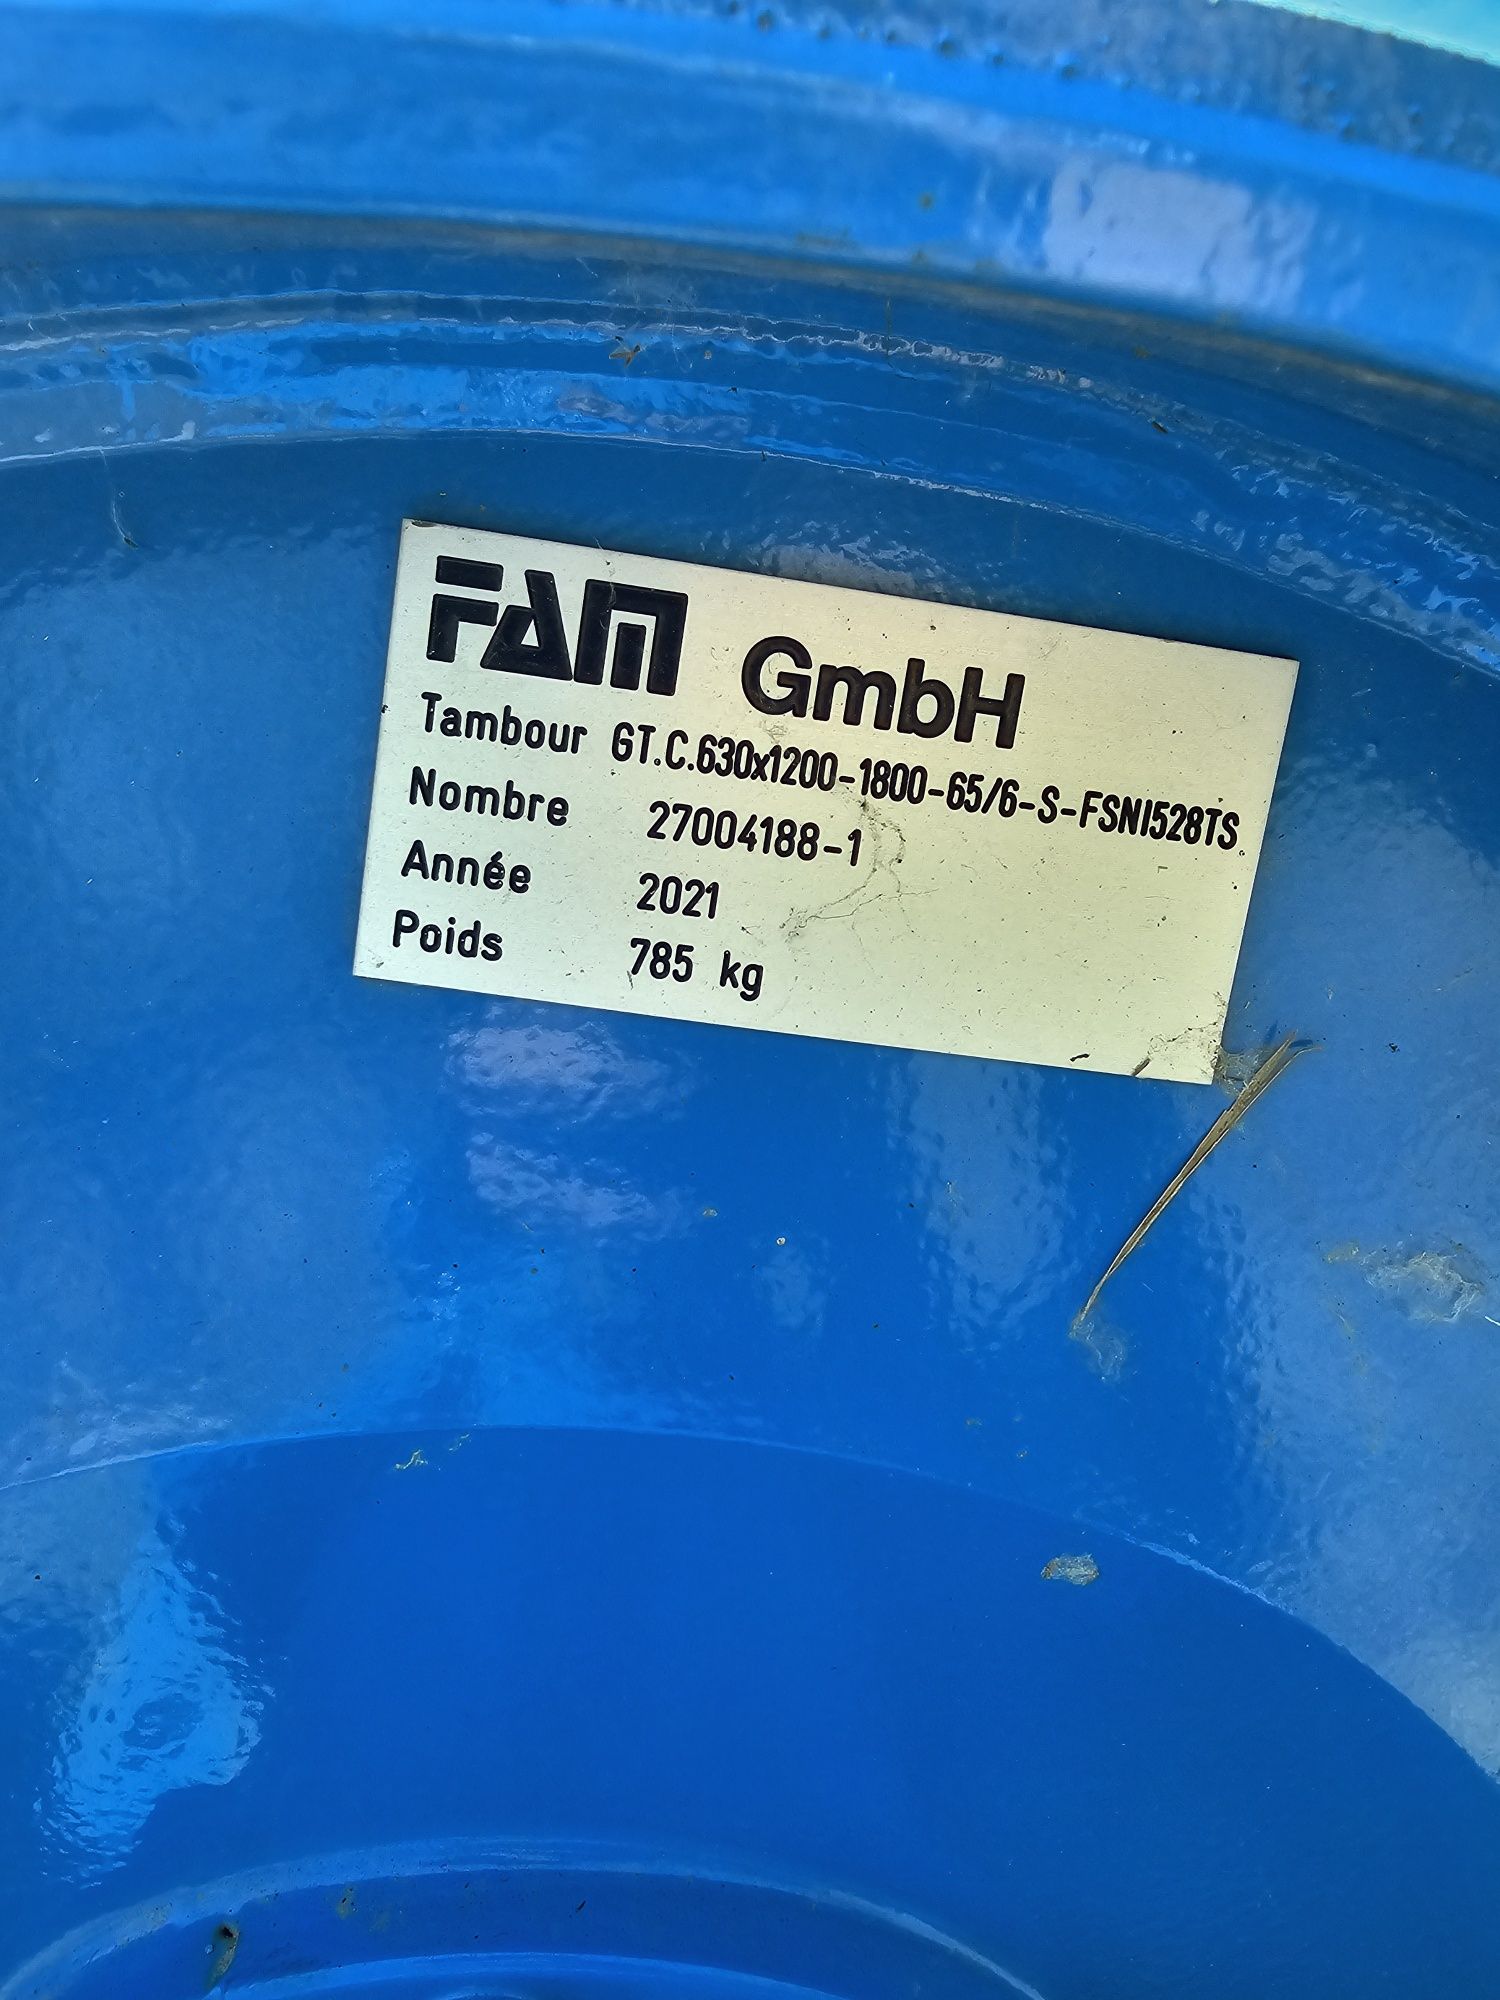 FAM GmbH
Tambour GT.C.630x1200-1800-65/6-S-FSNI528TS
Nombre 27004188-1
Année 2021
Poids 785 kg